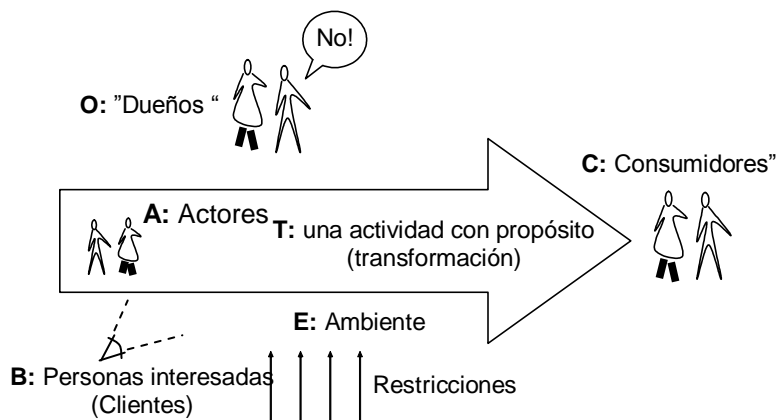 No!
O: ”Dueños “
C: Consumidores”
A: Actores
T: una actividad con propósito
(transformación)
E: Ambiente
B: Personas interesadas
(Clientes)
Restricciones